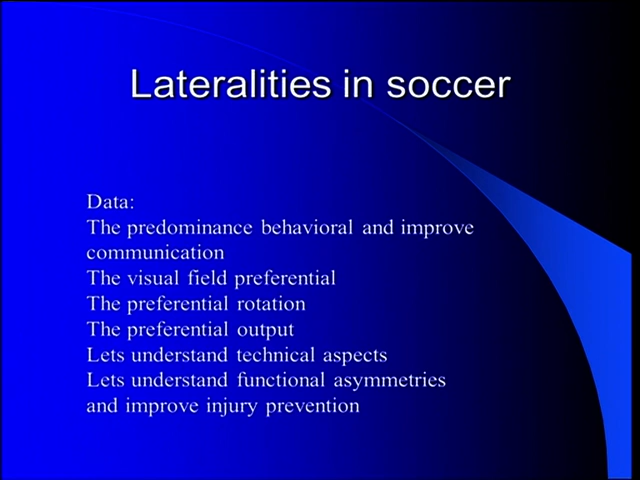 Lateralities in soccer
Data:
The predominance behavioral and improve
communication
The visual field preferential
The preferential rotation
The preferential output
Lets understand technical aspects
Lets understand functional asymmetries
and improve injury prevention